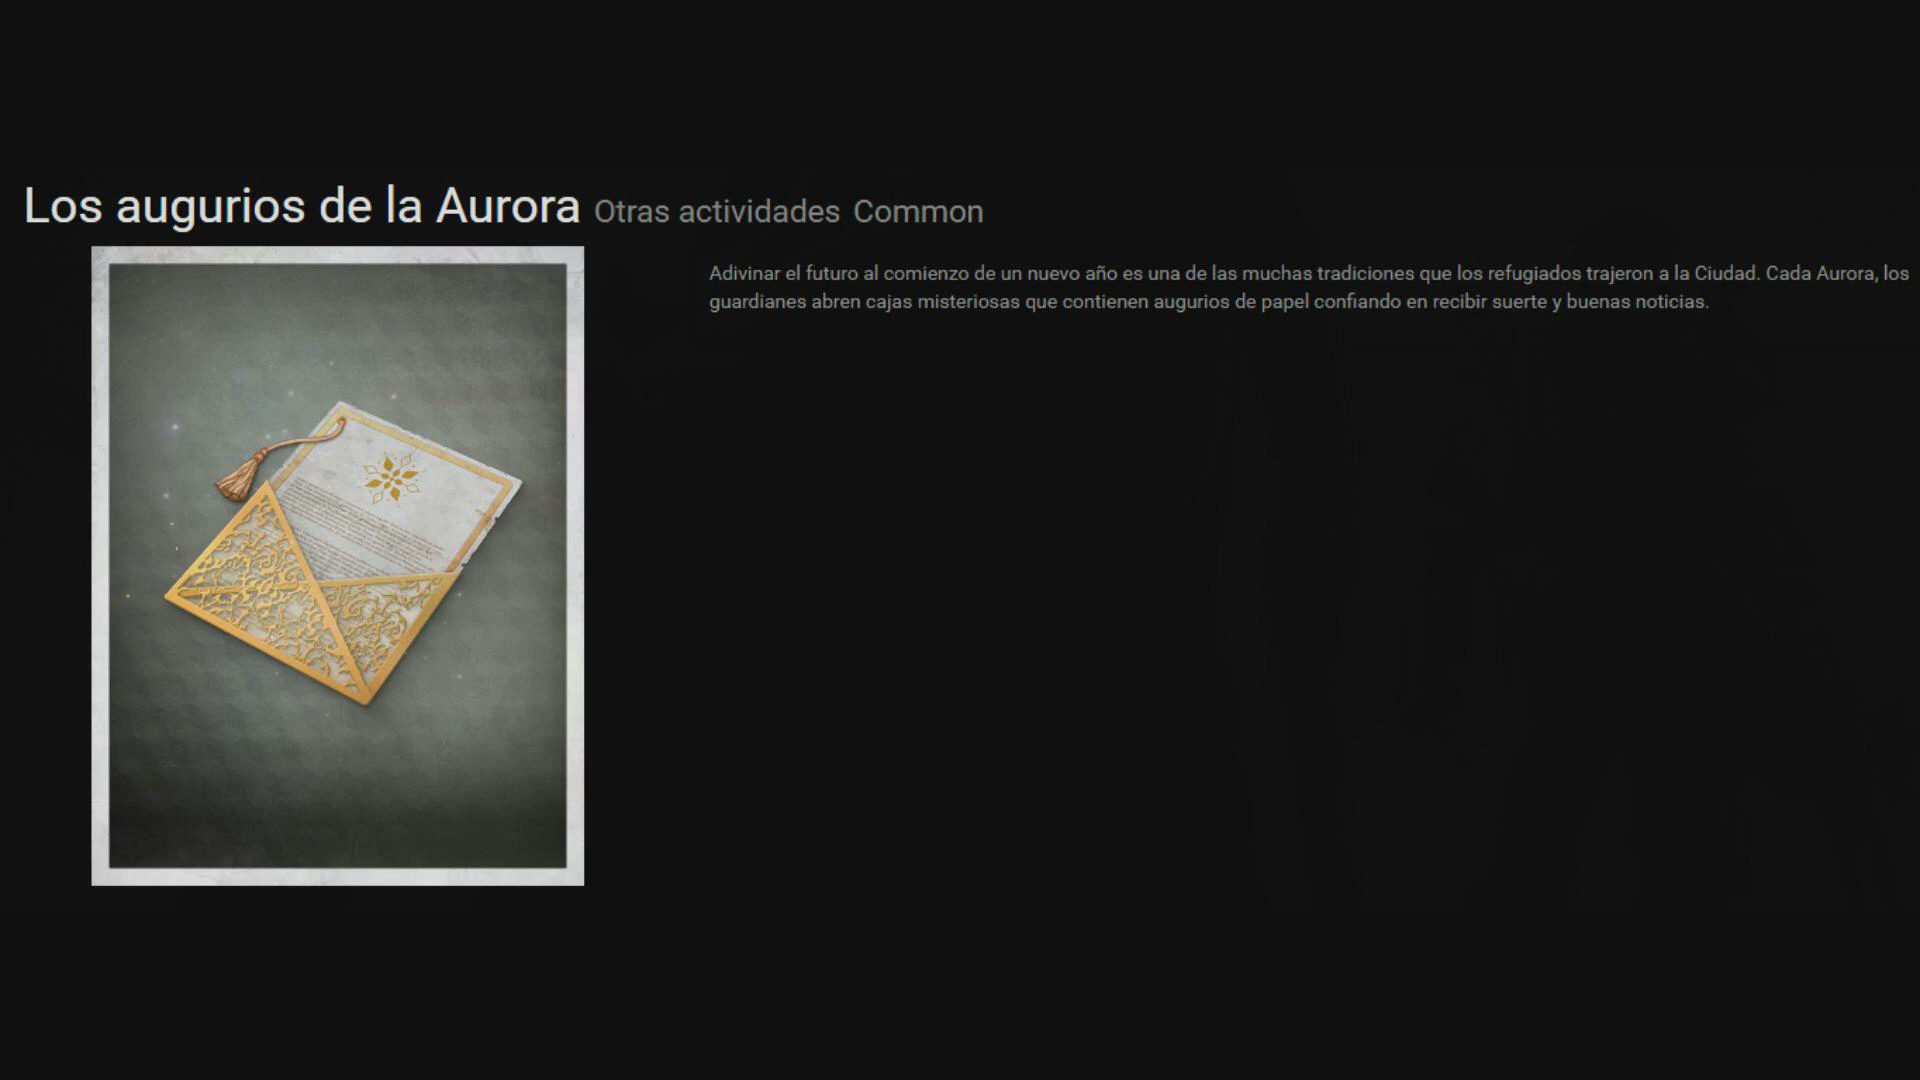 Los augurios de la Aurora Otras actividades Common
Adivinar el futuro al comienzo de un nuevo año es una de las muchas tradiciones que los refugiados trajeron a la Ciudad. Cada Aurora, los
guardianes abren cajas misteriosas que contienen augurios de papel confiando en recibir suerte y buenas noticias.